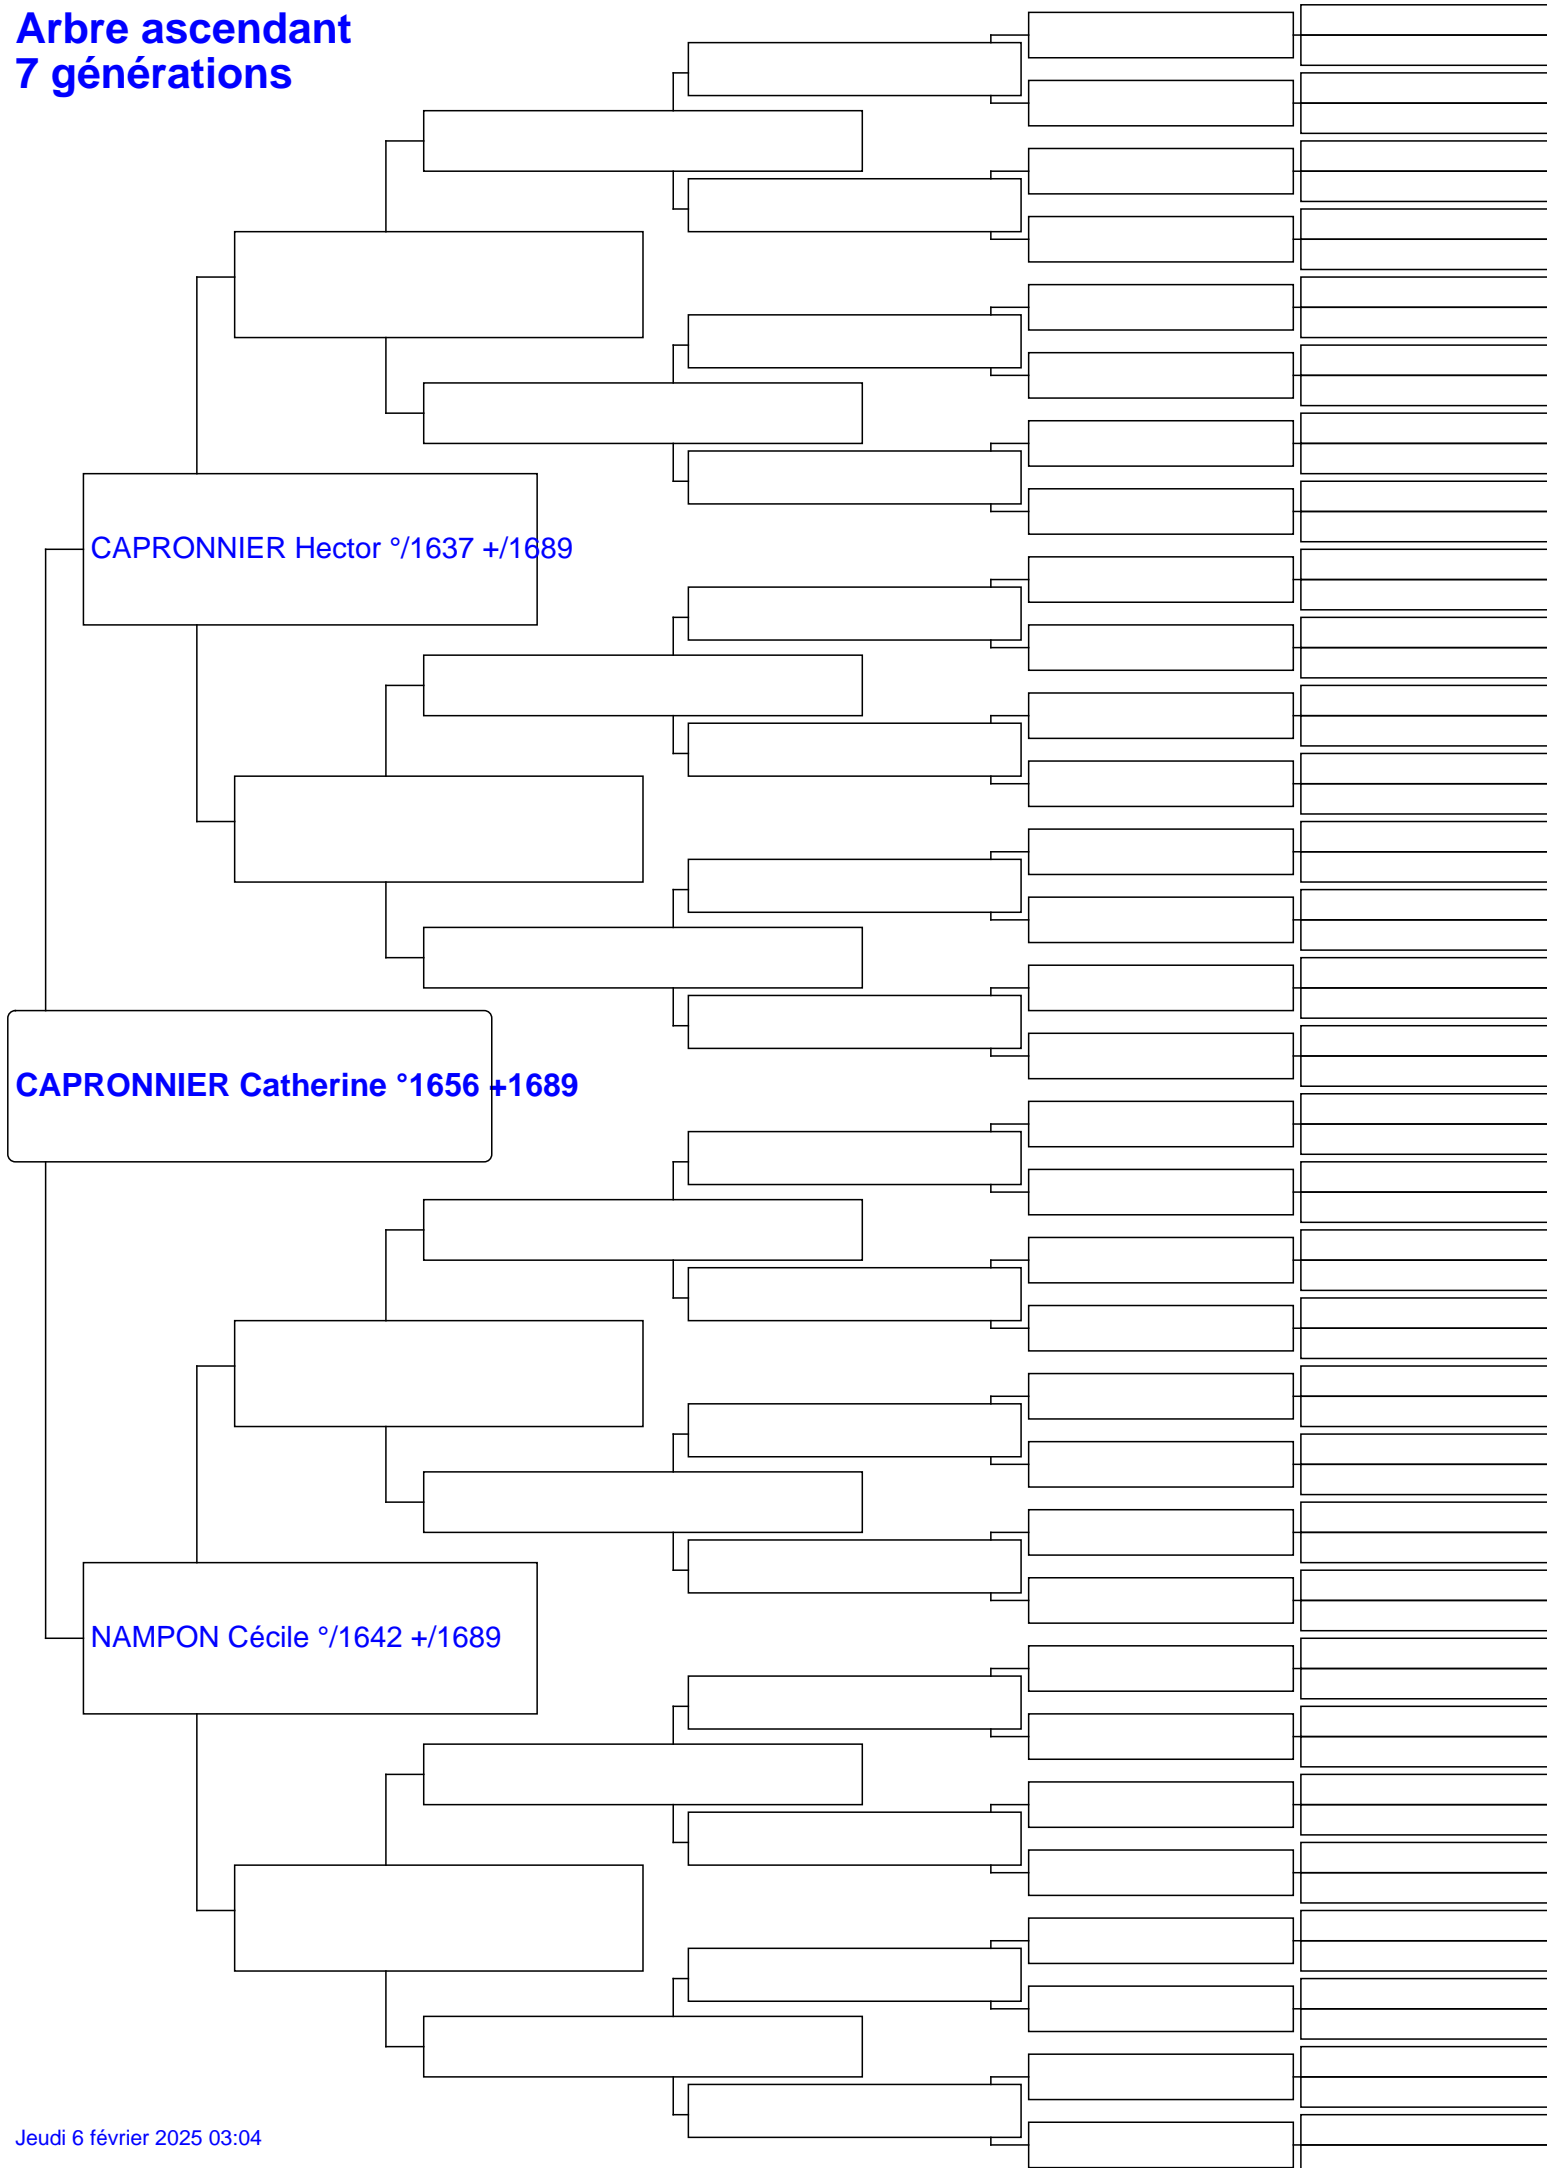 Arbre ascendant
7 générations
CAPRONNIER Hector °/1637 +/1689
CAPRONNIER Catherine °1656 +1689
NAMPON Cécile °/1642 +/1689
Jeudi 6 février 2025 03:04